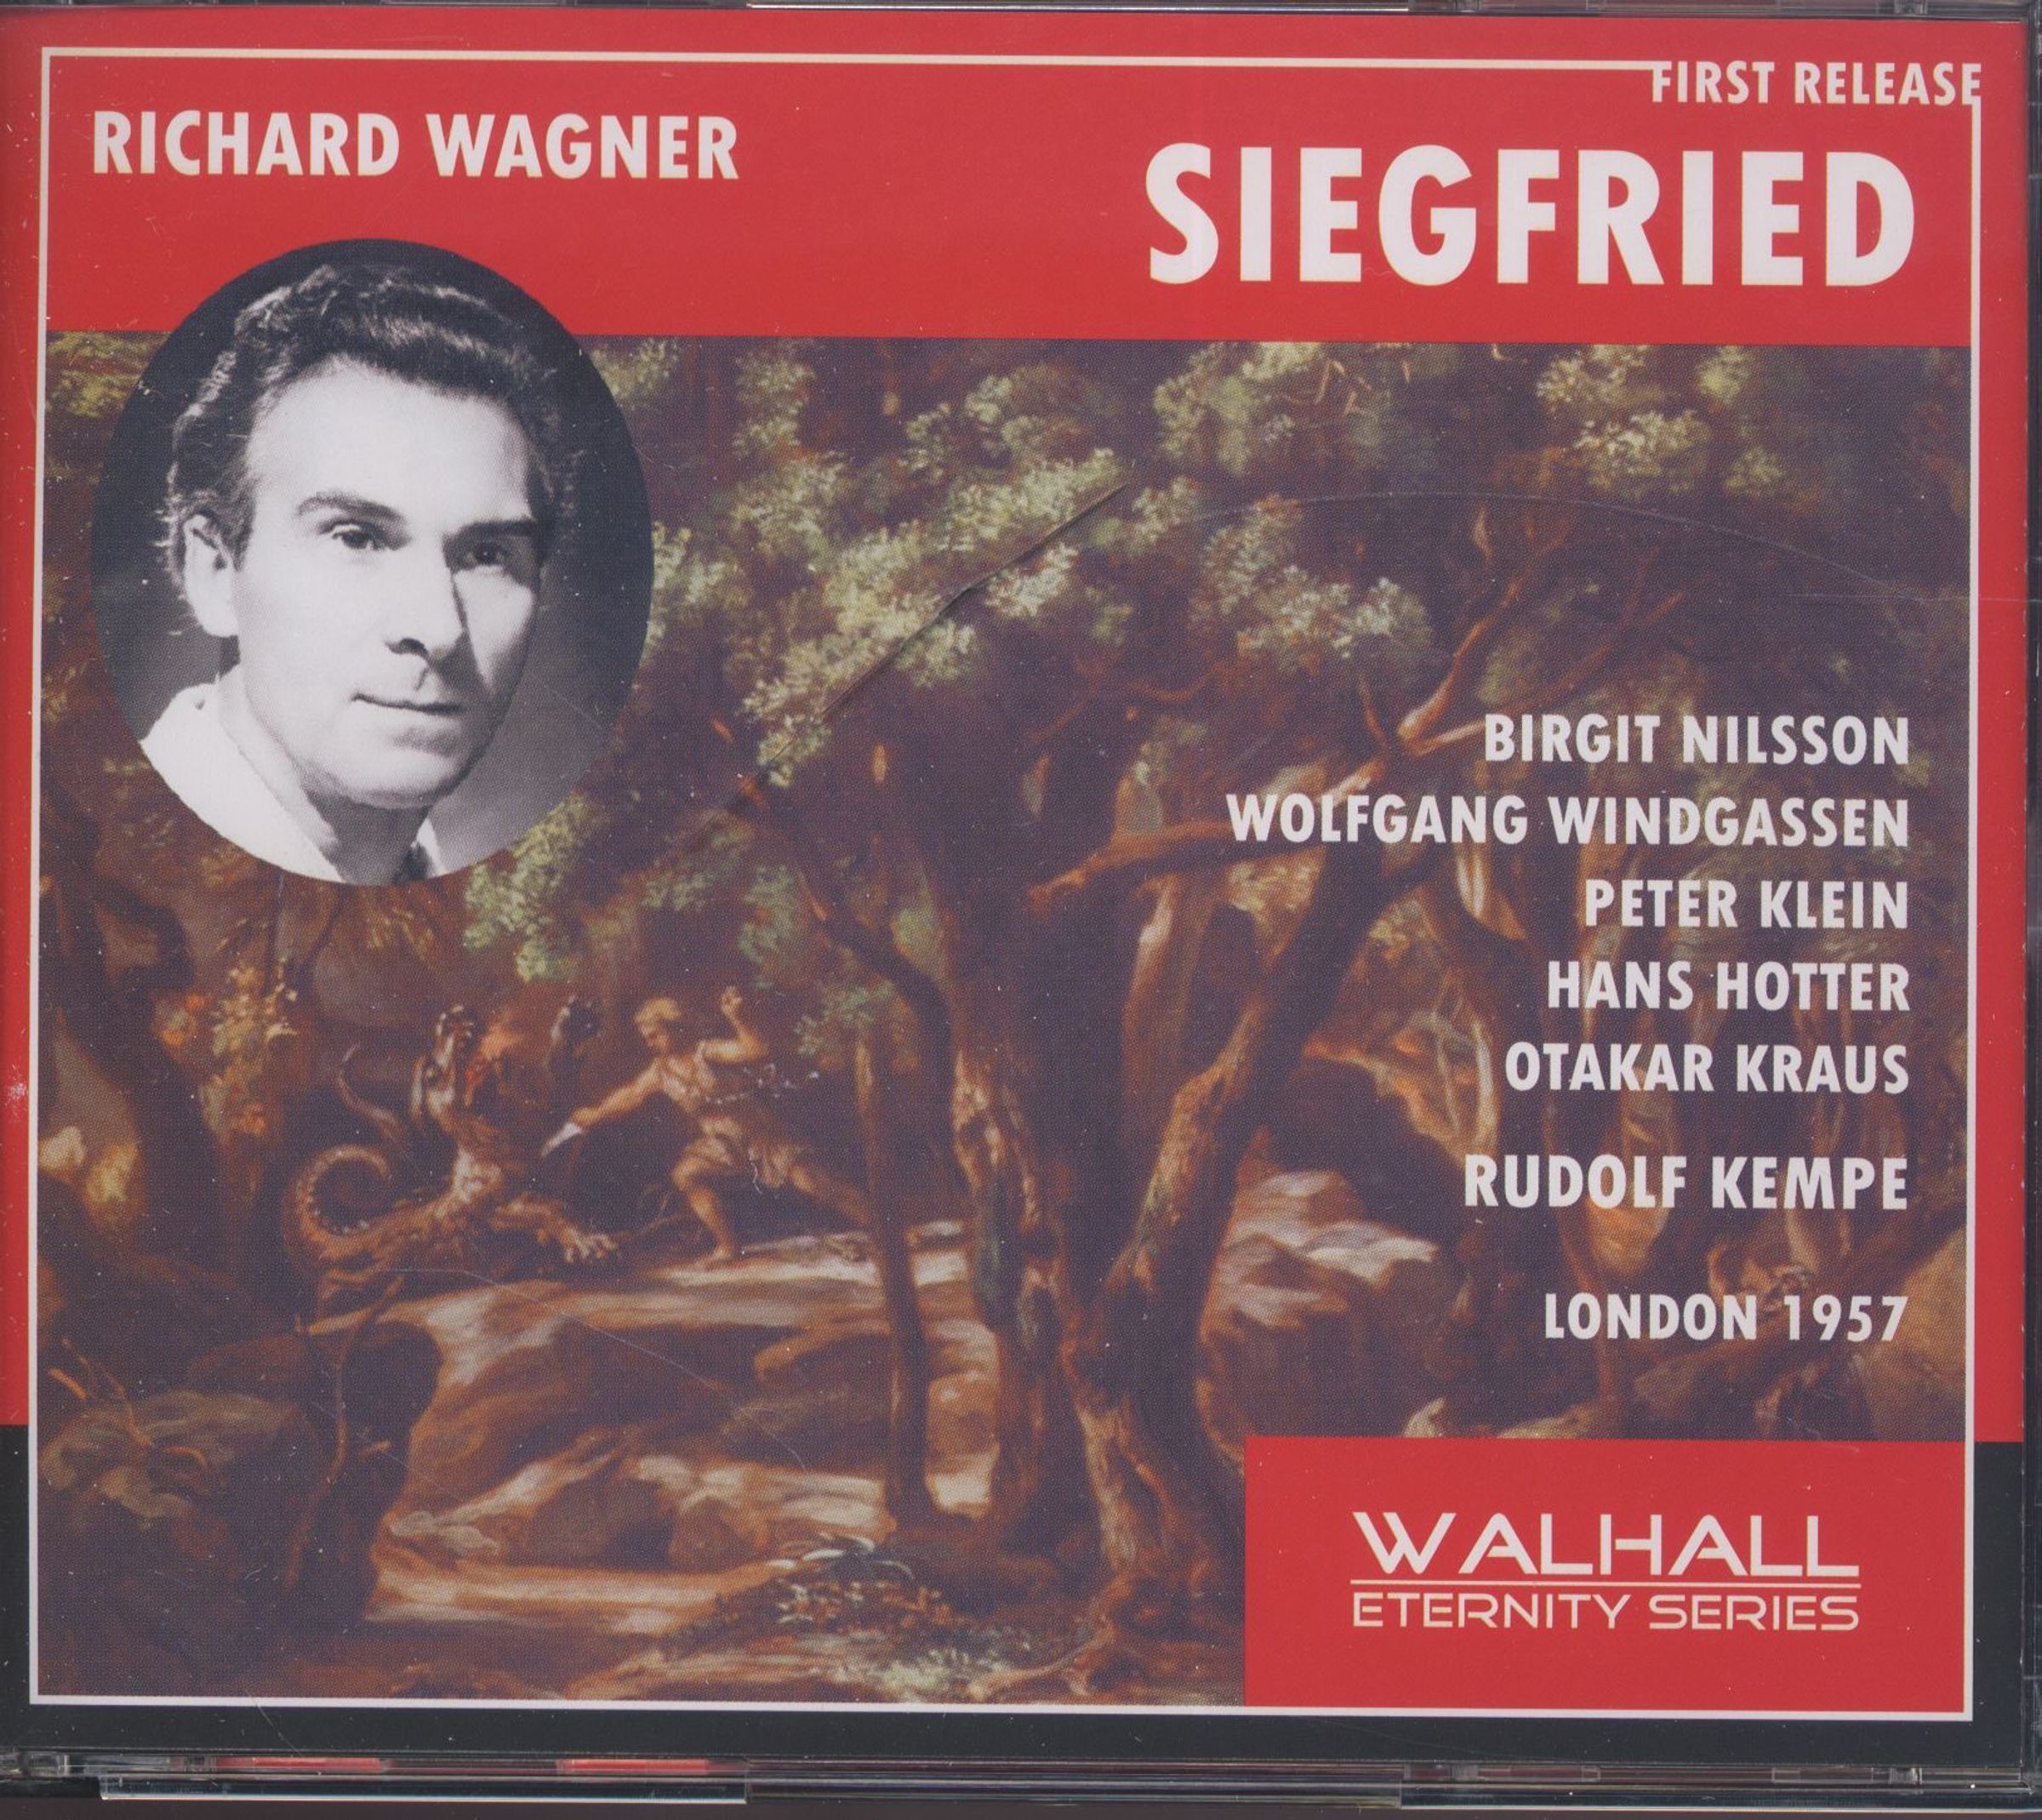 FIRST RELEASE
RICHARD WAGNER
SIEGFRIED
BIRGIT NILSSON
WOLFGANG WINDGASSEN
PETER KLEIN
HANS HOTTER
OTAKAR KRAUS
RUDOLF KEMPE
LONDON 1957
WALHALL
ETERNITY SERIES